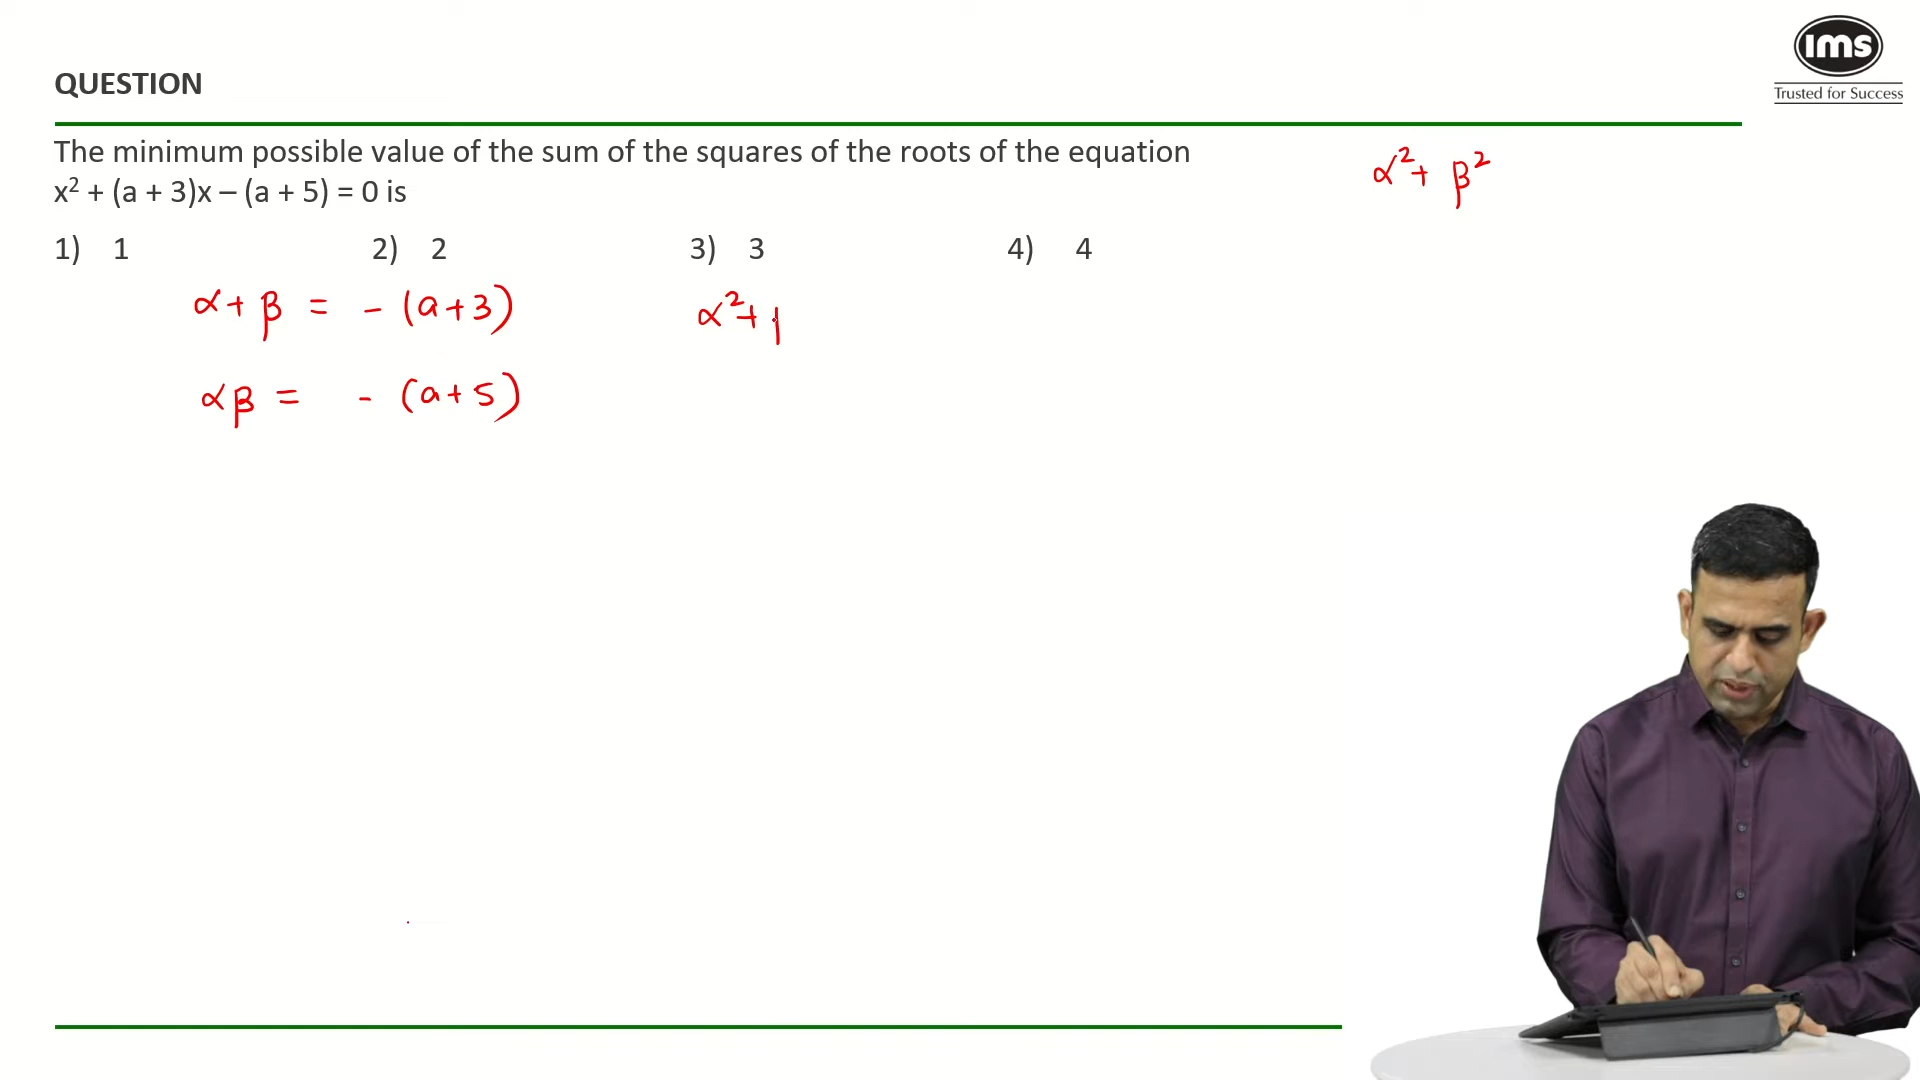 ims
Trusted for Success
QUESTION
The minimum possible value of the sum of the squares of the roots of the equation
x² + (a + 3)x – (a + 5) = 0 is
α² + β²
1) 1 2) 2 3) 3 4) 4
α + β = - (a + 3)
α² +
αβ = - (a + 5)